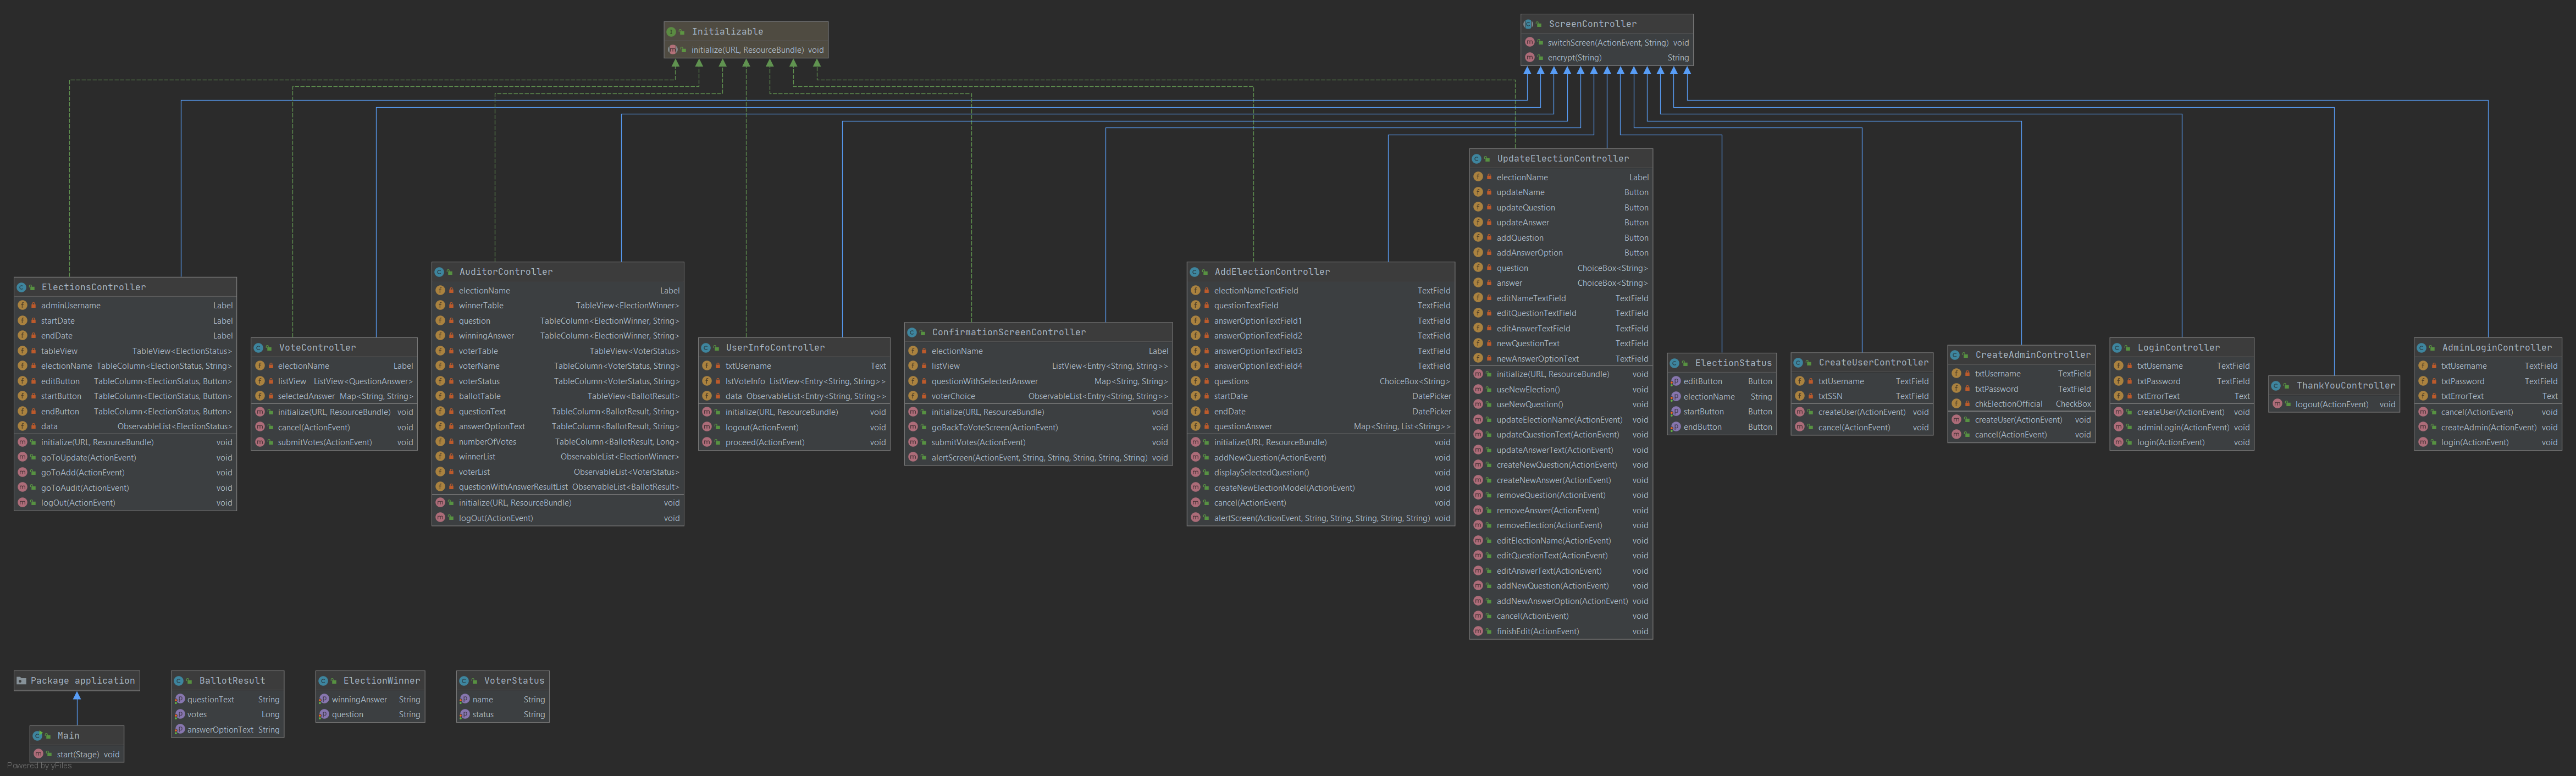 Initializable
initialize(URL, ResourceBundle) void
ScreenController
switchScreen(ActionEvent, String) void
encrypt(String) String
ElectionsController
adminUsername Label
startDate Label
endDate Label
tableView TableView<ElectionStatus>
electionName TableColumn<ElectionStatus, String>
editButton TableColumn<ElectionStatus, Button>
startButton TableColumn<ElectionStatus, Button>
endButton TableColumn<ElectionStatus, Button>
data ObservableList<ElectionStatus>
initialize(URL, ResourceBundle) void
goToUpdate(ActionEvent) void
goToAdd(ActionEvent) void
goToAudit(ActionEvent) void
logOut(ActionEvent) void
VoteController
electionName Label
listView ListView<QuestionAnswer>
selectedAnswer Map<String, String>
initialize(URL, ResourceBundle) void
cancel(ActionEvent) void
submitVotes(ActionEvent) void
AuditorController
electionName Label
winnerTable TableView<ElectionWinner>
question TableColumn<ElectionWinner, String>
winningAnswer TableColumn<ElectionWinner, String>
voterTable TableView<VoterStatus>
voterName TableColumn<VoterStatus, String>
voterStatus TableColumn<VoterStatus, String>
ballotTable TableView<BallotResult>
questionText TableColumn<BallotResult, String>
answerOptionText TableColumn<BallotResult, String>
numberOfVotes TableColumn<BallotResult, Long>
winnerList ObservableList<ElectionWinner>
voterList ObservableList<VoterStatus>
questionWithAnswerResultList ObservableList<BallotResult>
initialize(URL, ResourceBundle) void
logOut(ActionEvent) void
UserInfoController
txtUsername Text
lstVoteInfo ListView<Entry<String, String>>
data ObservableList<Entry<String, String>>
initialize(URL, ResourceBundle) void
logout(ActionEvent) void
proceed(ActionEvent) void
ConfirmationScreenController
electionName Label
listView ListView<Entry<String, String>>
questionWithSelectedAnswer Map<String, String>
voterChoice ObservableList<Entry<String, String>>
initialize(URL, ResourceBundle) void
goBackToVoteScreen(ActionEvent) void
submitVotes(ActionEvent) void
alertScreen(ActionEvent, String, String, String, String, String) void
AddElectionController
electionNameTextField TextField
questionTextField TextField
answerOptionTextField1 TextField
answerOptionTextField2 TextField
answerOptionTextField3 TextField
answerOptionTextField4 TextField
questions ChoiceBox<String>
startDate DatePicker
endDate DatePicker
questionAnswer Map<String, List<String>>
initialize(URL, ResourceBundle) void
addNewQuestion(ActionEvent) void
displaySelectedQuestion() void
createNewElectionModel(ActionEvent) void
cancel(ActionEvent) void
alertScreen(ActionEvent, String, String, String, String, String) void
UpdateElectionController
electionName Label
updateName Button
updateQuestion Button
updateAnswer Button
addQuestion Button
addAnswerOption Button
question ChoiceBox<String>
answer ChoiceBox<String>
editNameTextField TextField
editQuestionTextField TextField
editAnswerTextField TextField
newQuestionText TextField
newAnswerOptionText TextField
initialize(URL, ResourceBundle) void
useNewElection() void
useNewQuestion() void
updateElectionName(ActionEvent) void
updateQuestionText(ActionEvent) void
updateAnswerText(ActionEvent) void
createNewQuestion(ActionEvent) void
createNewAnswer(ActionEvent) void
removeQuestion(ActionEvent) void
removeAnswer(ActionEvent) void
removeElection(ActionEvent) void
editElectionName(ActionEvent) void
editQuestionText(ActionEvent) void
editAnswerText(ActionEvent) void
addNewQuestion(ActionEvent) void
addNewAnswerOption(ActionEvent) void
cancel(ActionEvent) void
finishEdit(ActionEvent) void
ElectionStatus
editButton Button
electionName String
startButton Button
endButton Button
CreateUserController
txtUsername TextField
txtSSN TextField
createUser(ActionEvent) void
cancel(ActionEvent) void
CreateAdminController
txtUsername TextField
txtPassword TextField
chkElectionOfficial CheckBox
createUser(ActionEvent) void
cancel(ActionEvent) void
LoginController
txtUsername TextField
txtPassword TextField
txtErrorText Text
createUser(ActionEvent) void
adminLogin(ActionEvent) void
login(ActionEvent) void
ThankYouController
logout(ActionEvent) void
AdminLoginController
txtUsername TextField
txtPassword TextField
txtErrorText Text
cancel(ActionEvent) void
createAdmin(ActionEvent) void
login(ActionEvent) void
Package application
Main
start(Stage) void
BallotResult
questionText String
votes Long
answerOptionText String
ElectionWinner
winningAnswer String
question String
VoterStatus
name String
status String
Powered by yFiles